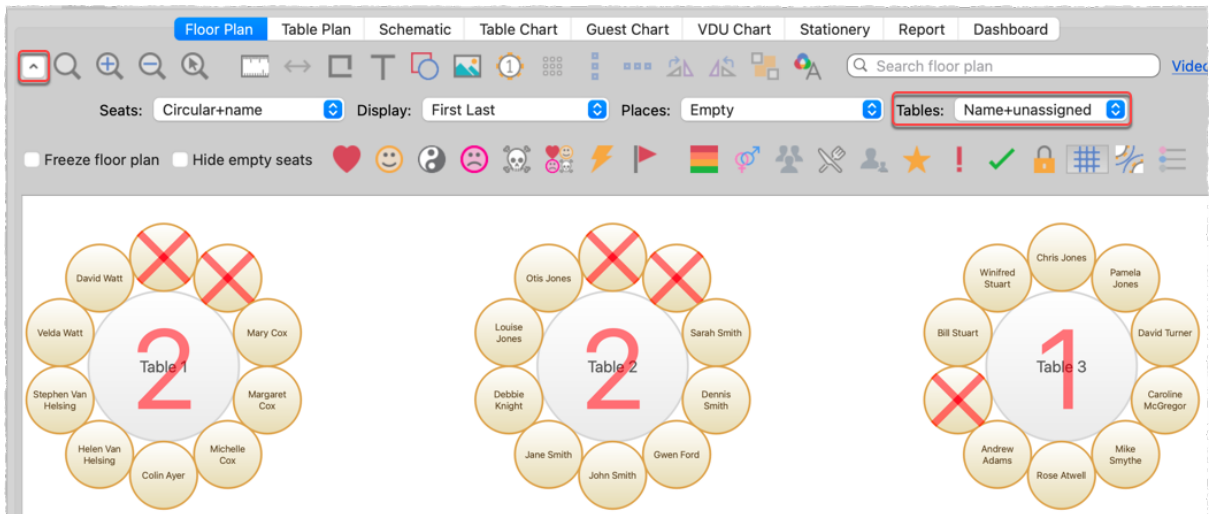 Floor Plan Table Plan Schematic Table Chart Guest Chart VDU Chart Stationery Report Dashboard
T 1 A Search floor plan
Seats: Circular+name Display: First Last Places: Empty Tables: Name+unassigned
Freeze floor plan Hide empty seats
David Watt
Velda Watt
Mary Cox
Table 1
2
Stephen Van
Helsing
Margaret
Cox
Helen Van
Helsing
Michelle
Cox
Colin Ayer
Otis Jones
Louise
Jones
Sarah Smith
Table 2
2
Debbie
Knight
Dennis
Smith
Jane Smith
Gwen Ford
John Smith
Chris Jones
Winifred
Stuart
Pamela
Jones
Bill Stuart
David Turner
Table 3
1
Caroline
McGregor
Andrew
Adams
Mike
Smythe
Rose Atwell